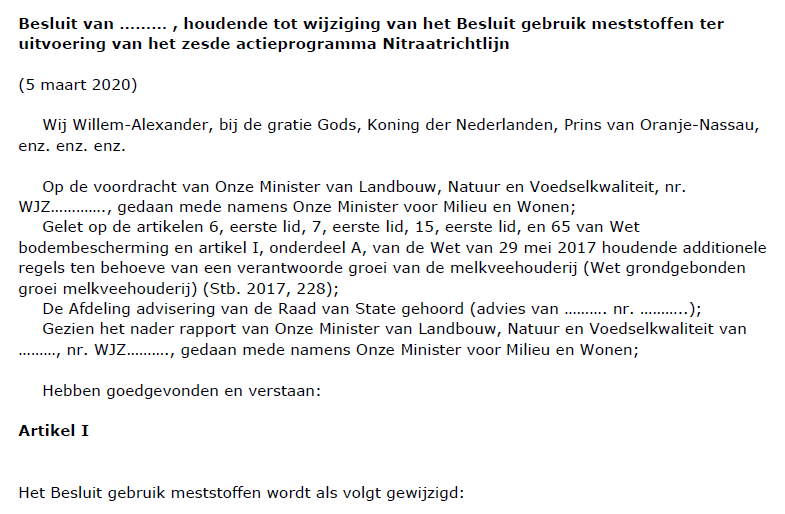 Besluit van ……… , houdende tot wijziging van het Besluit gebruik meststoffen ter
uitvoering van het zesde actieprogramma Nitraatrichtlijn
(5 maart 2020)
Wij Willem-Alexander, bij de gratie Gods, Koning der Nederlanden, Prins van Oranje-Nassau,
enz. enz. enz.
Op de voordracht van Onze Minister van Landbouw, Natuur en Voedselkwaliteit, nr.
WJZ…………., gedaan mede namens Onze Minister voor Milieu en Wonen;
Gelet op de artikelen 6, eerste lid, 7, eerste lid, 15, eerste lid, en 65 van Wet
bodembescherming en artikel I, onderdeel A, van de Wet van 29 mei 2017 houdende additionele
regels ten behoeve van een verantwoorde groei van de melkveehouderij (Wet grondgebonden
groei melkveehouderij) (Stb. 2017, 228);
De Afdeling advisering van de Raad van State gehoord (advies van ………. nr. ………..);
Gezien het nader rapport van Onze Minister van Landbouw, Natuur en Voedselkwaliteit van
………, nr. WJZ………., gedaan mede namens Onze Minister voor Milieu en Wonen;
Hebben goedgevonden en verstaan:
Artikel I
Het Besluit gebruik meststoffen wordt als volgt gewijzigd: